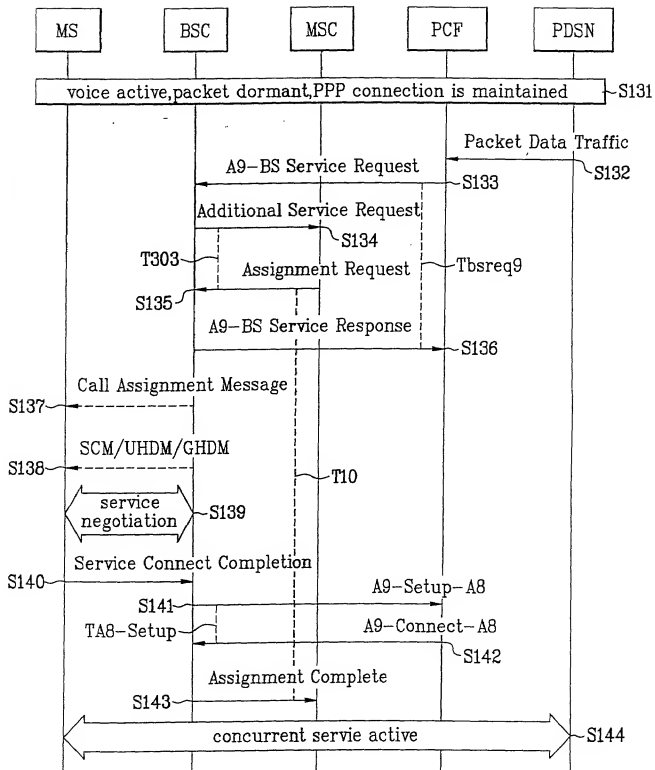 MS BSC MSC PCF PDSN
voice active,packet dormant,PPP connection is maintained S131
Packet Data Traffic
S132
A9-BS Service Request
S133
Additional Service Request
S134
T303
Assignment Request
Tbsreq9
S135
A9-BS Service Response
S136
Call Assignment Message
S137
SCM/UHDM/GHDM
S138
T10
service
negotiation
S139
Service Connect Completion
S140
A9-Setup-A8
S141
TA8-Setup
A9-Connect-A8
S142
Assignment Complete
S143
concurrent servie active S144